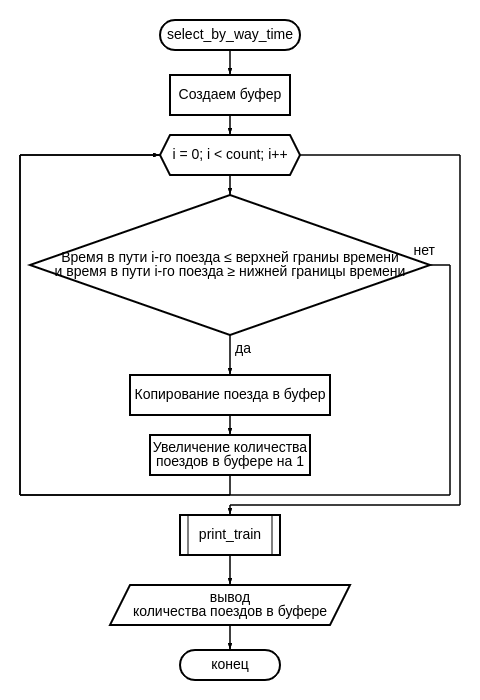 select_by_way_time
Создаем буфер
i = 0; i < count; i++
нет
Время в пути i-го поезда ≤ верхней граниы времени
и время в пути i-го поезда ≥ нижней границы времени
да
Копирование поезда в буфер
Увеличение количества
поездов в буфере на 1
print_train
вывод
количества поездов в буфере
конец